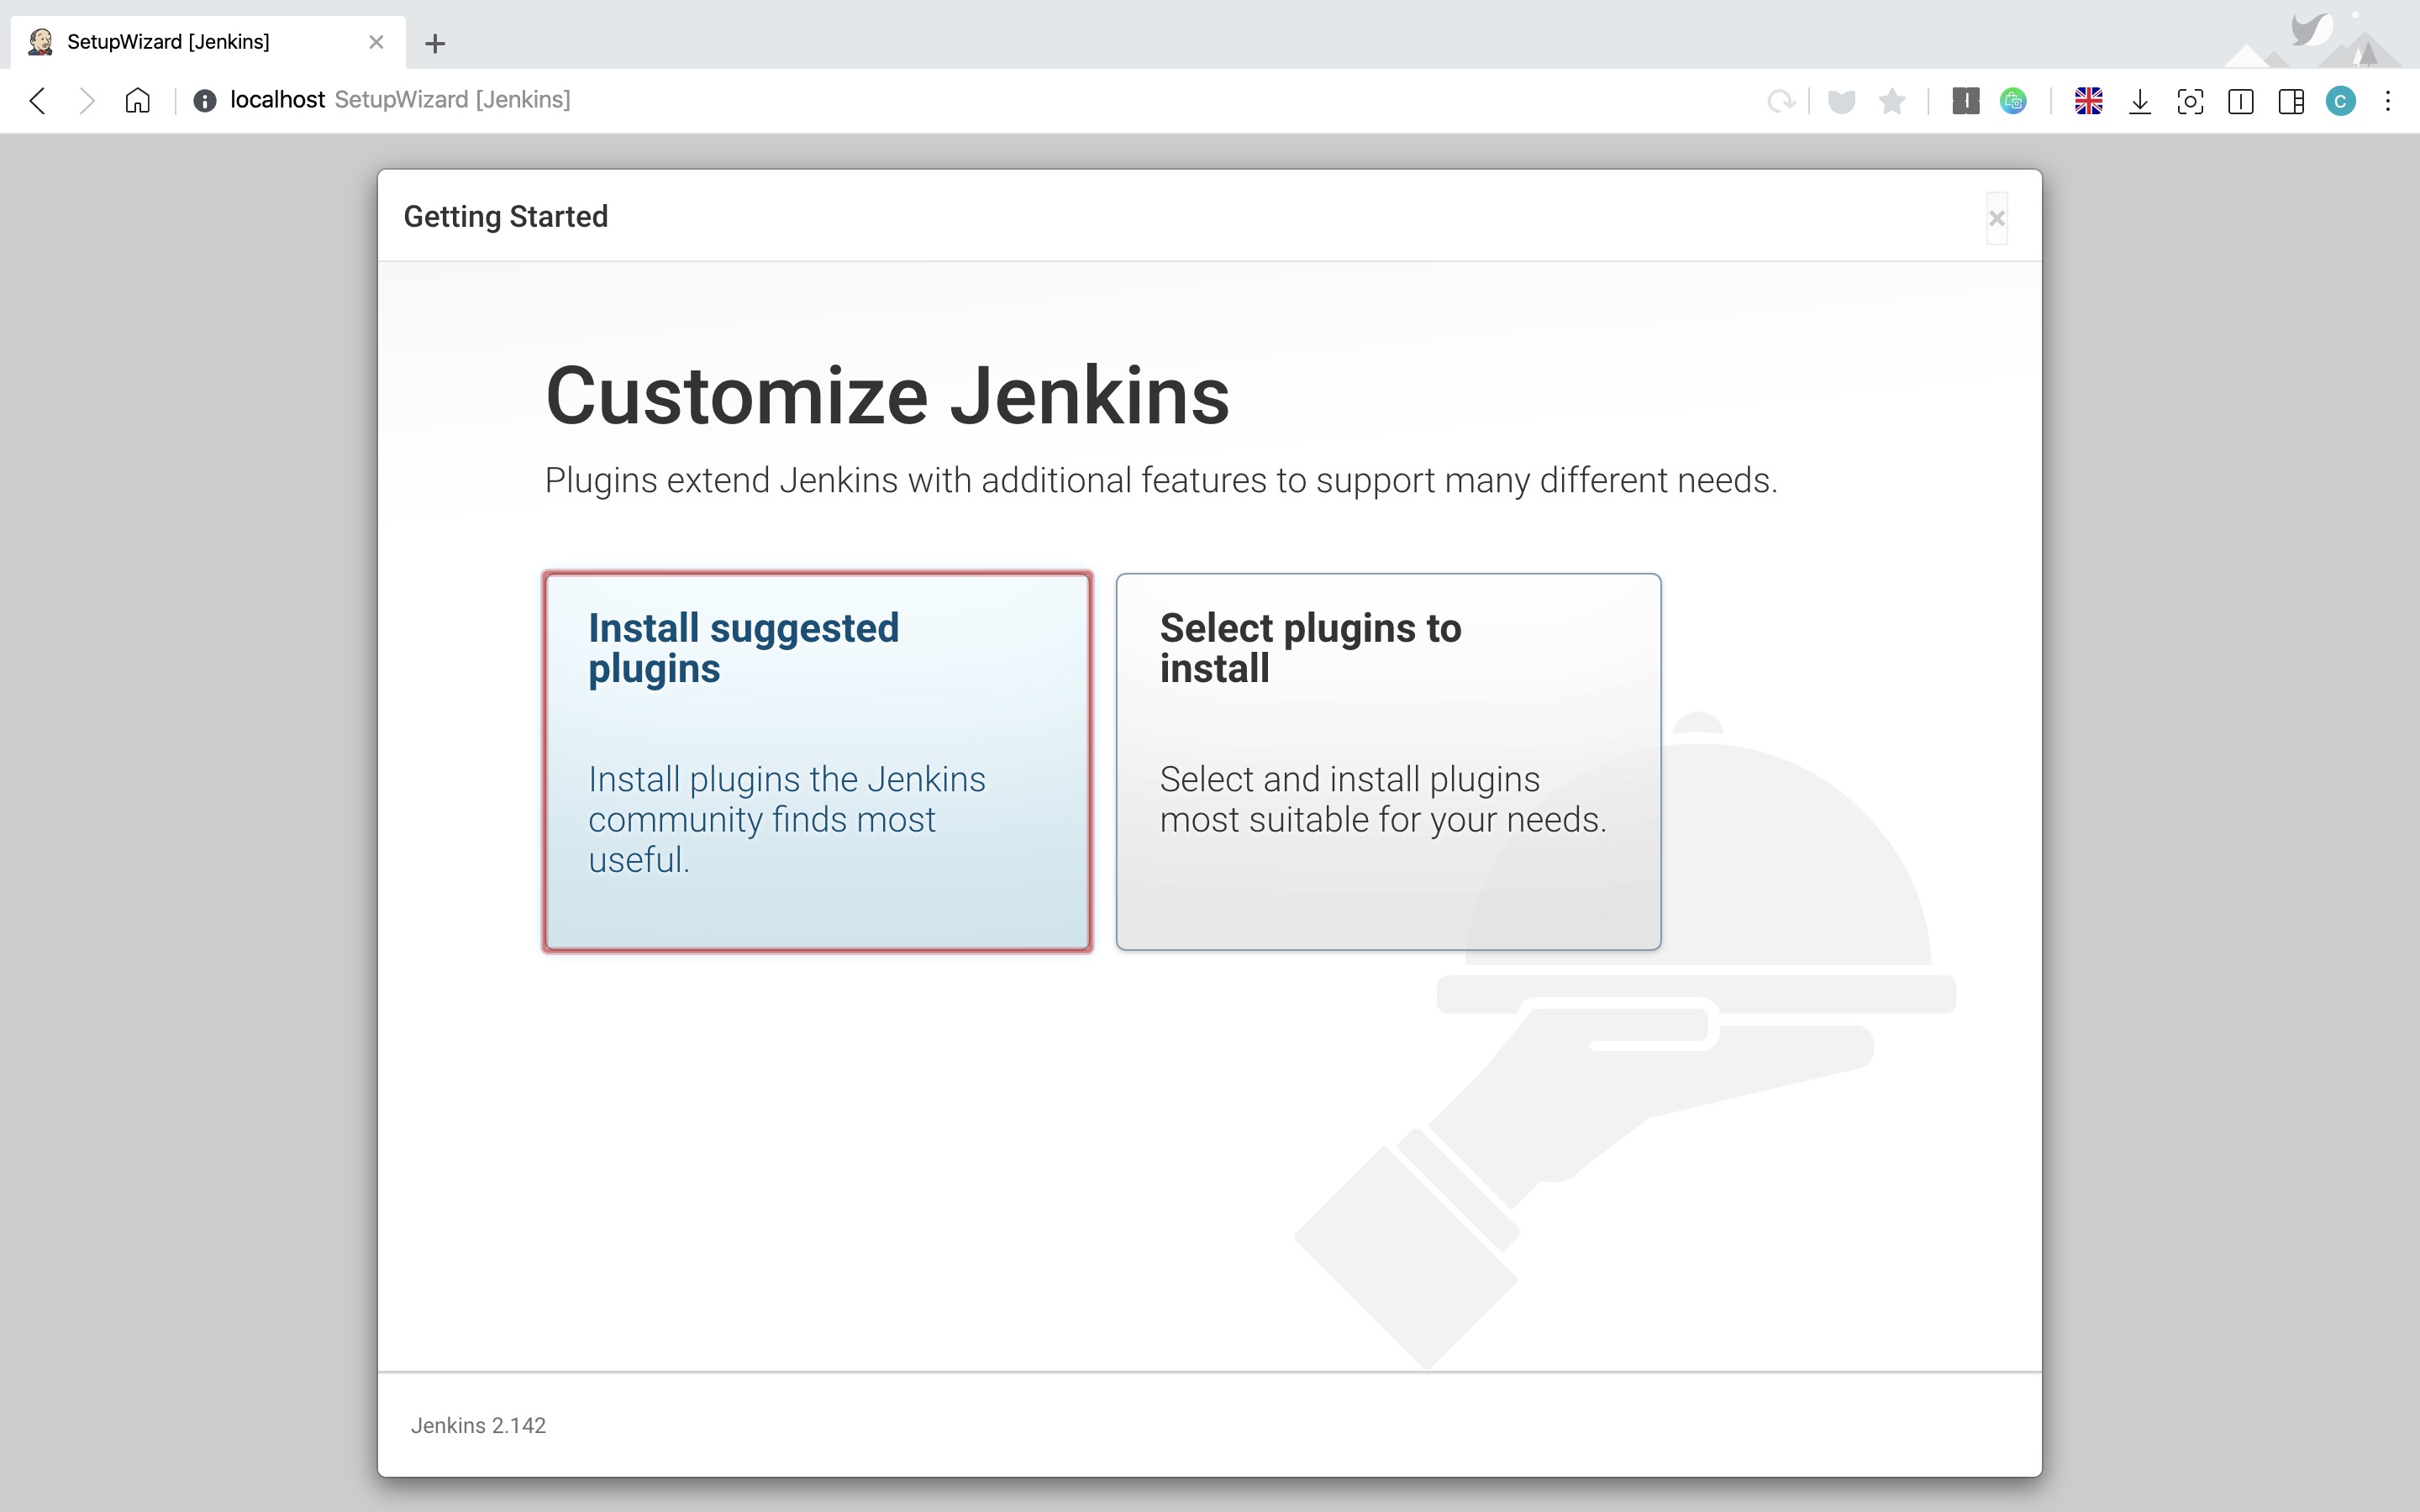 SetupWizard [Jenkins]
localhost SetupWizard [Jenkins]
C
Getting Started
Customize Jenkins
Plugins extend Jenkins with additional features to support many different needs.
Install suggested
plugins
Install plugins the Jenkins
community finds most
useful.
Select plugins to
install
Select and install plugins
most suitable for your needs.
Jenkins 2.142